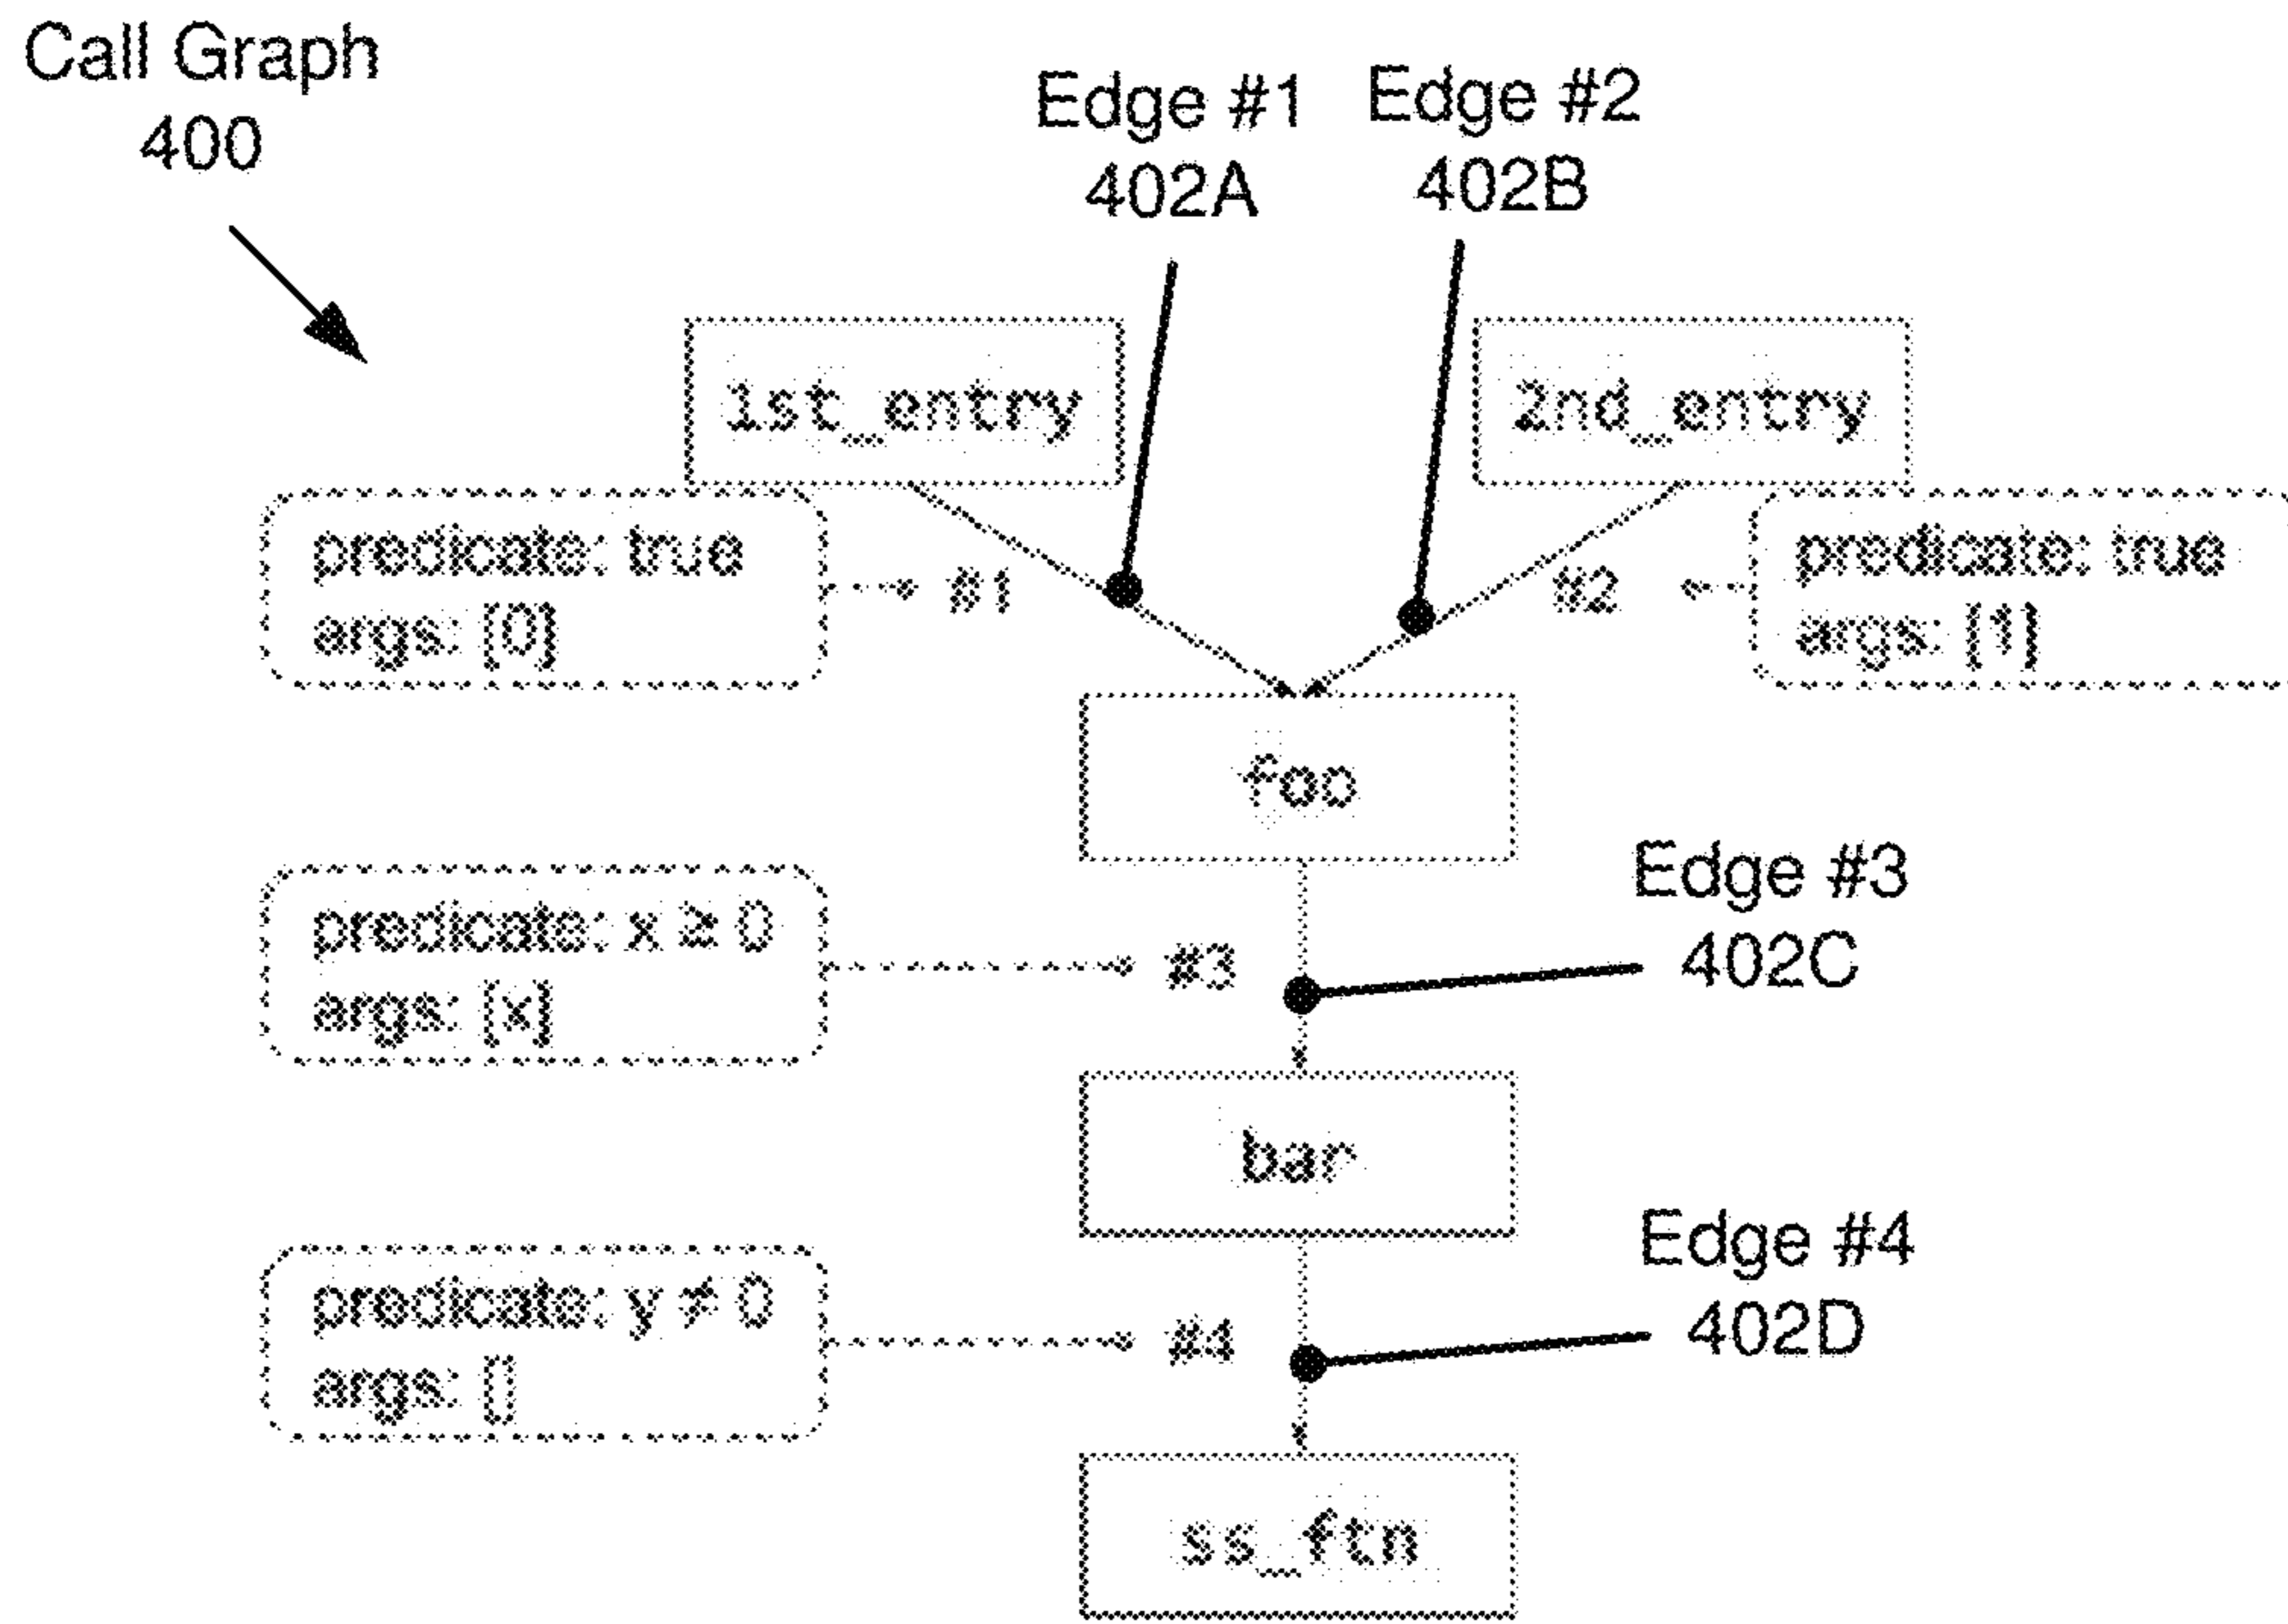 Call Graph
400
Edge #1
402A
Edge #2
402B
1st_entry
2nd_entry
predicate: true
args: [0]
#1
#2
predicate: true
args: [1]
foo
Edge #3
402C
predicate: x ≥ 0
args: [x]
#3
bar
Edge #4
402D
predicate: y ≠ 0
args: []
#4
ss_ftn